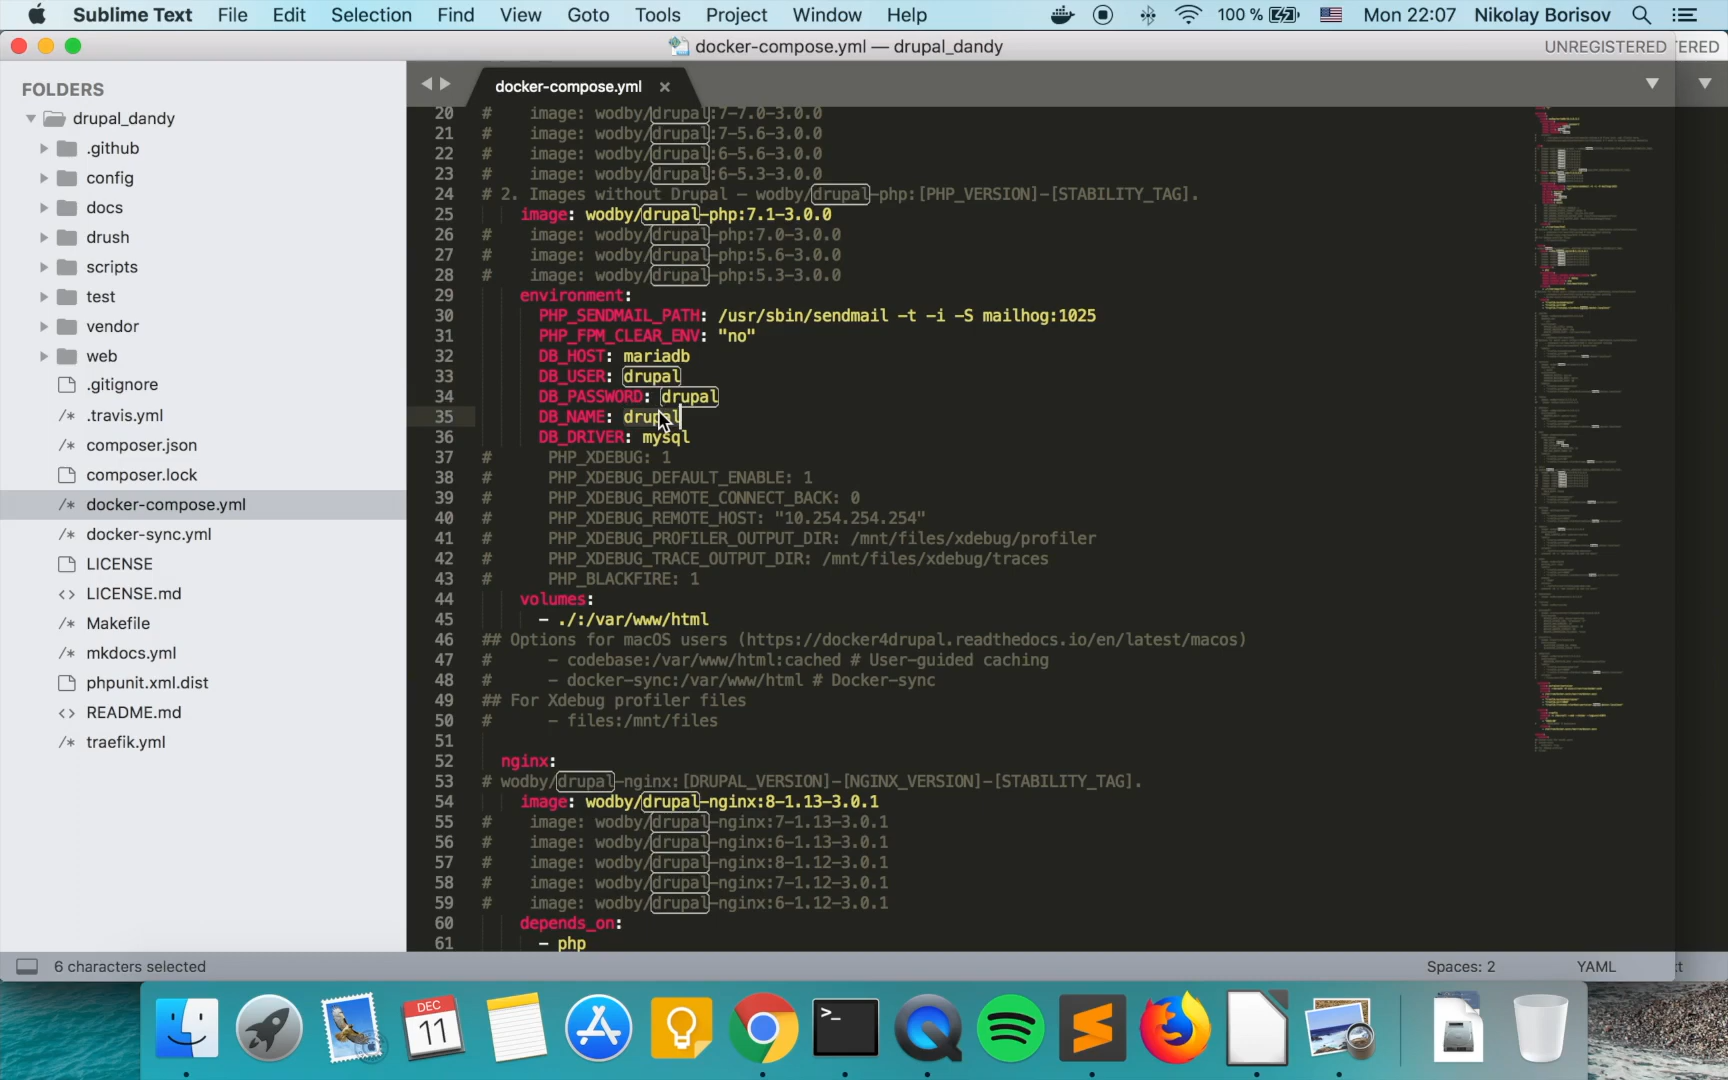 Sublime Text File Edit Selection Find View Goto Tools Project Window Help 100 % Mon 22:07 Nikolay Borisov
docker-compose.yml — drupal_dandy UNREGISTERED ERED
FOLDERS
drupal_dandy
.github
config
docs
drush
scripts
test
vendor
web
.gitignore
/* .travis.yml
/* composer.json
composer.lock
/* docker-compose.yml
/* docker-sync.yml
LICENSE
<> LICENSE.md
/* Makefile
/* mkdocs.yml
phpunit.xml.dist
<> README.md
/* traefik.yml
docker-compose.yml ×
20 #    image: wodby/drupal:7-7.0-3.0.0
21 #    image: wodby/drupal:7-5.6-3.0.0
22 #    image: wodby/drupal:6-5.6-3.0.0
23 #    image: wodby/drupal:6-5.3-3.0.0
24 # 2. Images without Drupal – wodby/drupal-php:[PHP_VERSION]-[STABILITY_TAG].
25     image: wodby/drupal-php:7.1-3.0.0
26 #    image: wodby/drupal-php:7.0-3.0.0
27 #    image: wodby/drupal-php:5.6-3.0.0
28 #    image: wodby/drupal-php:5.3-3.0.0
29     environment:
30       PHP_SENDMAIL_PATH: /usr/sbin/sendmail -t -i -S mailhog:1025
31       PHP_FPM_CLEAR_ENV: "no"
32       DB_HOST: mariadb
33       DB_USER: drupal
34       DB_PASSWORD: drupal
35       DB_NAME: drupal
36       DB_DRIVER: mysql
37 #      PHP_XDEBUG: 1
38 #      PHP_XDEBUG_DEFAULT_ENABLE: 1
39 #      PHP_XDEBUG_REMOTE_CONNECT_BACK: 0
40 #      PHP_XDEBUG_REMOTE_HOST: "10.254.254.254"
41 #      PHP_XDEBUG_PROFILER_OUTPUT_DIR: /mnt/files/xdebug/profiler
42 #      PHP_XDEBUG_TRACE_OUTPUT_DIR: /mnt/files/xdebug/traces
43 #      PHP_BLACKFIRE: 1
44     volumes:
45       - ./:/var/www/html
46 ## Options for macOS users (https://docker4drupal.readthedocs.io/en/latest/macos)
47 #      - codebase:/var/www/html:cached # User-guided caching
48 #      - docker-sync:/var/www/html # Docker-sync
49 ## For Xdebug profiler files
50 #      - files:/mnt/files
51
52   nginx:
53 # wodby/drupal-nginx:[DRUPAL_VERSION]-[NGINX_VERSION]-[STABILITY_TAG].
54     image: wodby/drupal-nginx:8-1.13-3.0.1
55 #    image: wodby/drupal-nginx:7-1.13-3.0.1
56 #    image: wodby/drupal-nginx:6-1.13-3.0.1
57 #    image: wodby/drupal-nginx:8-1.12-3.0.1
58 #    image: wodby/drupal-nginx:7-1.12-3.0.1
59 #    image: wodby/drupal-nginx:6-1.12-3.0.1
60     depends_on:
61       - php
6 characters selected Spaces: 2 YAML
DEC
11
>_